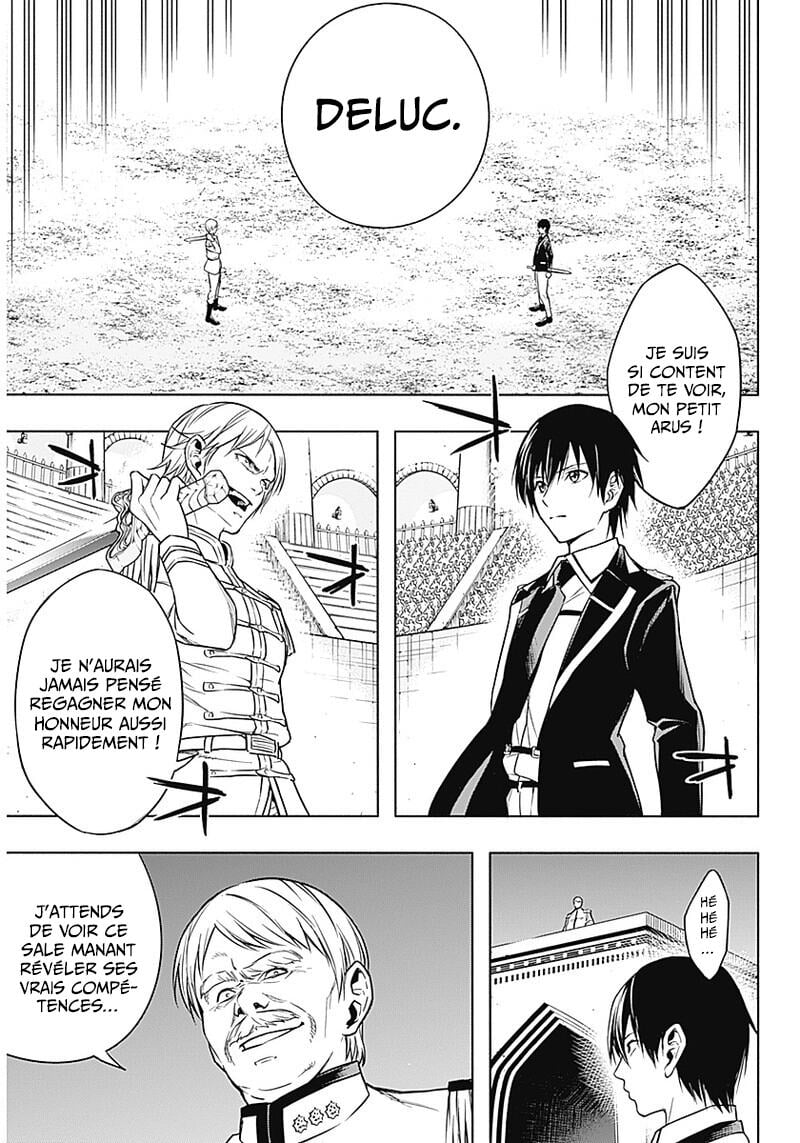 DELUC.
JE SUIS
SI CONTENT
DE TE VOIR,
MON PETIT
ARUS !
JE N'AURAIS
JAMAIS PENSÉ
REGAGNER MON
HONNEUR AUSSI
RAPIDEMENT !
HÉ
HÉ
HÉ
...
J'ATTENDS
DE VOIR CE
SALE MANANT
RÉVÉLER SES
VRAIS COMPÉ-
TENCES...